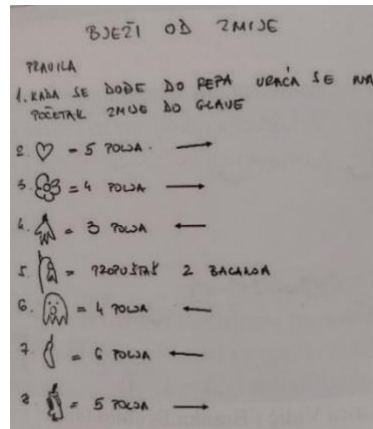 BJEŽI OD ZMIJE
PRAVILA
1. KADA SE DOĐE DO REPA VRAĆA SE NA
POČETAK ZMIJE DO GLAVE
2. ♡ = 5 POLJA →
3. = 4 POLJA →
4. = 3 POLJA ←
5. = PROPUŠTAŠ 2 BACANJA
6. = 4 POLJA ←
7. = 6 POLJA ←
8. = 5 POLJA →